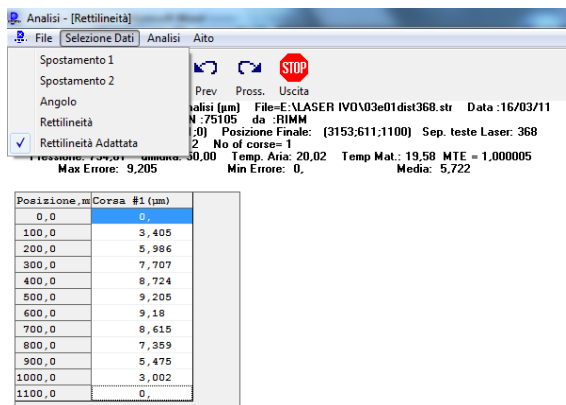 Analisi - [Rettilineità]
File Selezione Dati Analisi Aito
Spostamento 1
Spostamento 2
Angolo
Rettilineità
Rettilineità Adattata
Prev Pross. Uscita
STOP
nalisi (µm) File=E:\LASER IVO\03e01dist368.str Data :16/03/11
N :75105 da :RIMM
;0) Posizione Finale: (3153;611;1100) Sep. teste Laser: 368
2 No of corse= 1
Temp. Aria: 20,02 Temp Mat.: 19,58 MTE = 1,000005
Max Errore: 9,205 Min Errore: 0, Media: 5,722
Posizione,m Corsa #1(µm)
0,0 0,
100,0 3,405
200,0 5,986
300,0 7,707
400,0 8,724
500,0 9,205
600,0 9,18
700,0 8,615
800,0 7,359
900,0 5,475
1000,0 3,002
1100,0 0,